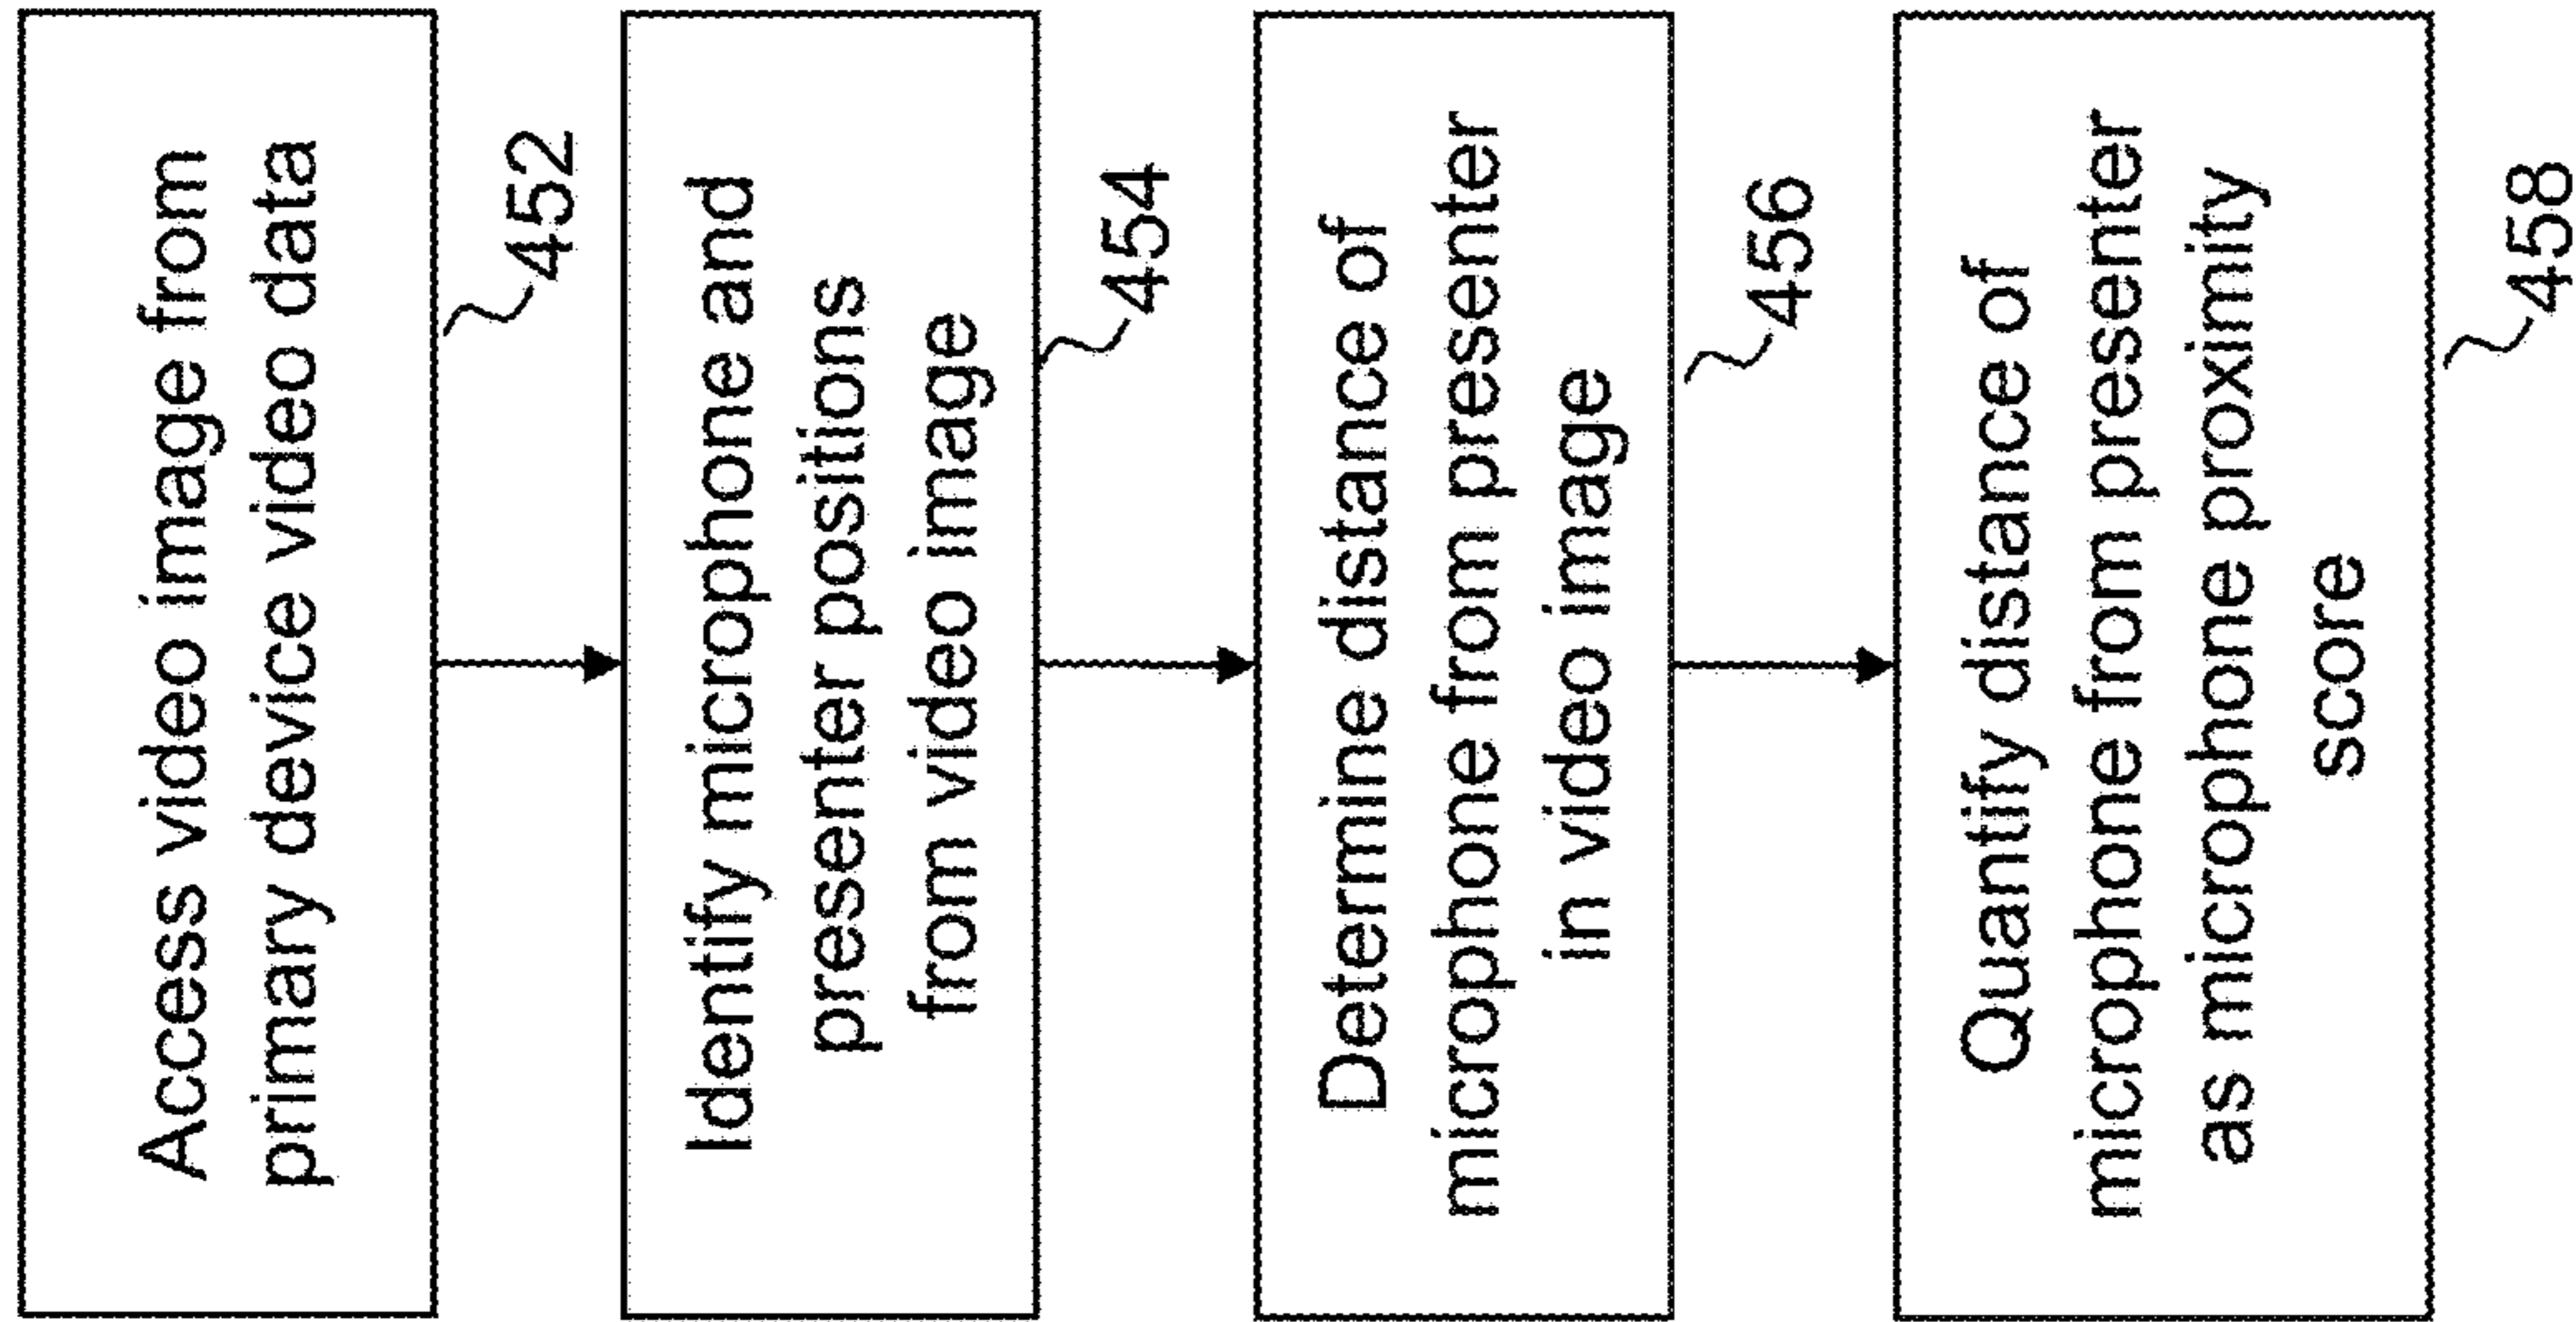 Access video image from
primary device video data
452
Identify microphone and
presenter positions
from video image
454
Determine distance of
microphone from presenter
in video image
456
Quantify distance of
microphone from presenter
as microphone proximity
score
458